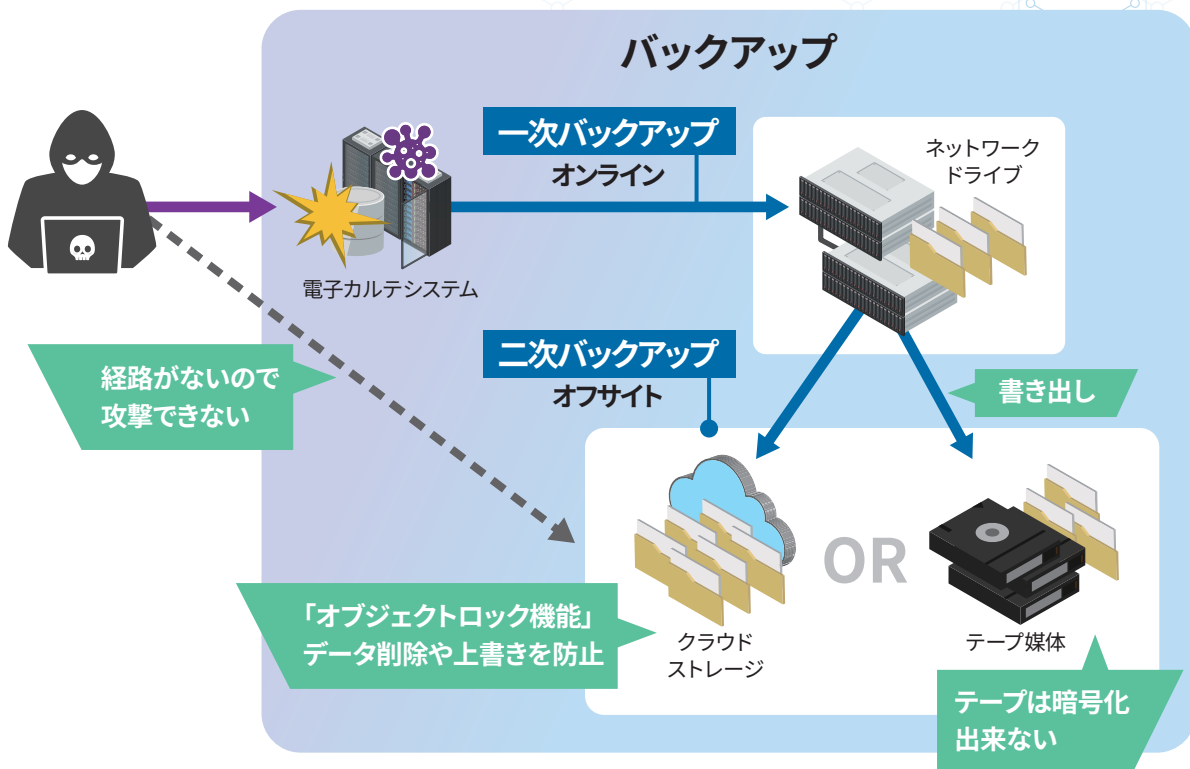 バックアップ
一次バックアップ
オンライン
ネットワーク
ドライブ
電子カルテシステム
二次バックアップ
オフサイト
経路がないので
攻撃できない
書き出し
OR
「オブジェクトロック機能」
データ削除や上書きを防止
クラウド
ストレージ
テープ媒体
テープは暗号化
出来ない